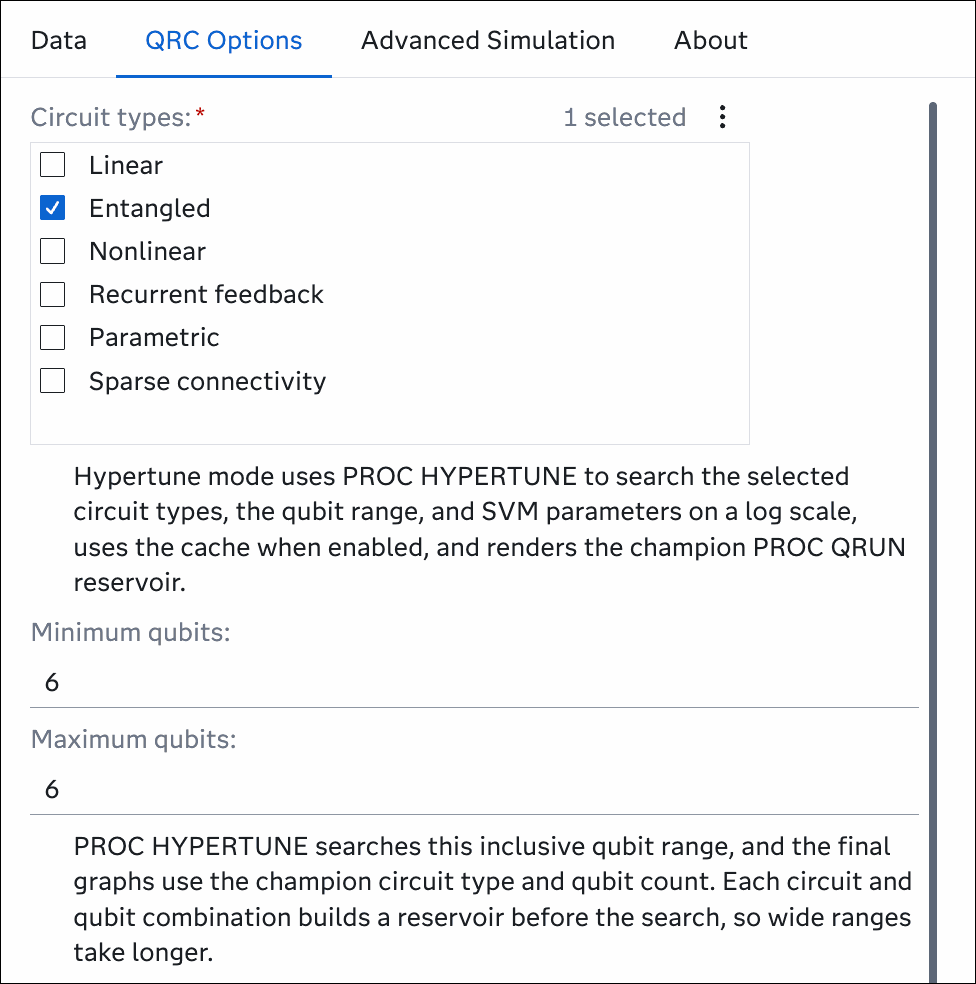 Data QRC Options Advanced Simulation About
Circuit types:* 1 selected
Linear
Entangled
Nonlinear
Recurrent feedback
Parametric
Sparse connectivity
Hypertune mode uses PROC HYPERTUNE to search the selected
circuit types, the qubit range, and SVM parameters on a log scale,
uses the cache when enabled, and renders the champion PROC QRUN
reservoir.
Minimum qubits:
6
Maximum qubits:
6
PROC HYPERTUNE searches this inclusive qubit range, and the final
graphs use the champion circuit type and qubit count. Each circuit and
qubit combination builds a reservoir before the search, so wide ranges
take longer.